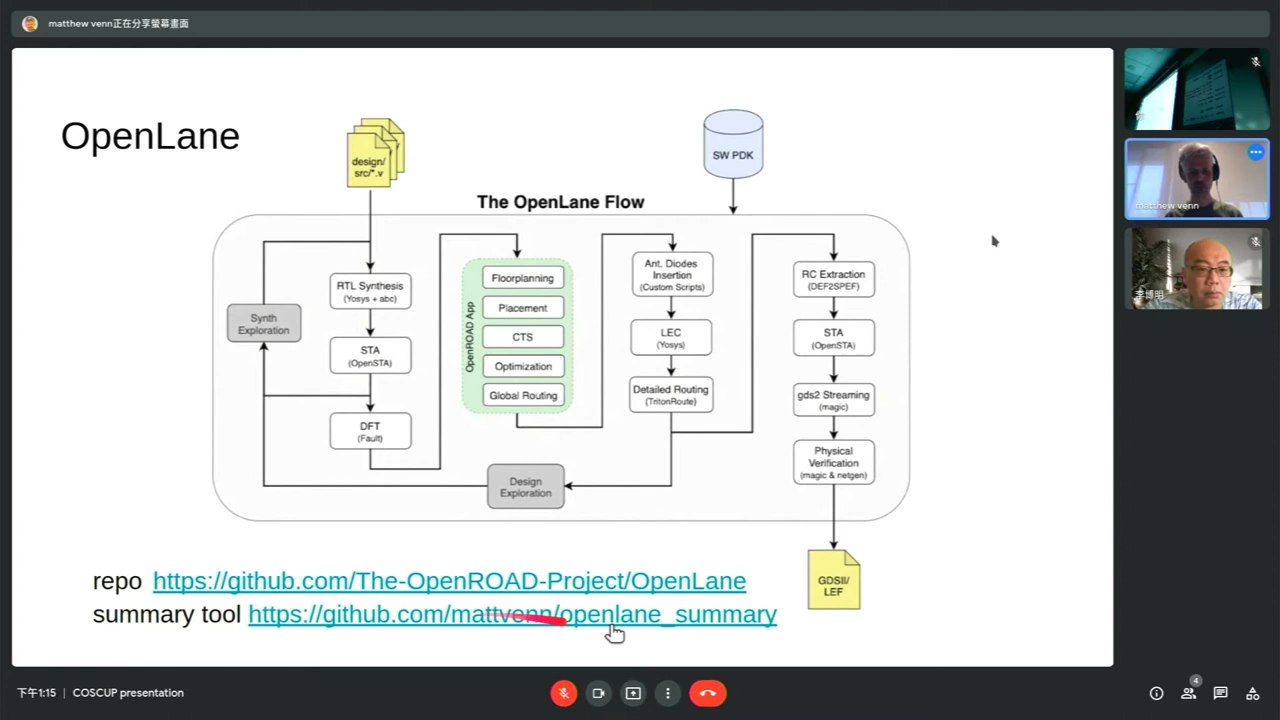 matthew venn正在分享螢幕畫面
OpenLane
design/
src/*.v
SW PDK
The OpenLane Flow
Synth
Exploration
RTL Synthesis
(Yosys + abc)
STA
(OpenSTA)
DFT
(Fault)
OpenROAD App
Floorplanning
Placement
CTS
Optimization
Global Routing
Ant. Diodes
Insertion
(Custom Scripts)
LEC
(Yosys)
Detailed Routing
(TritonRoute)
Design
Exploration
RC Extraction
(DEF2SPEF)
STA
(OpenSTA)
gds2 Streaming
(magic)
Physical
Verification
(magic & netgen)
GDSII/
LEF
repo https://github.com/The-OpenROAD-Project/OpenLane
summary tool https://github.com/mattvenn/openlane_summary
matthew venn
李博明
下午1:15 | COSCUP presentation
4